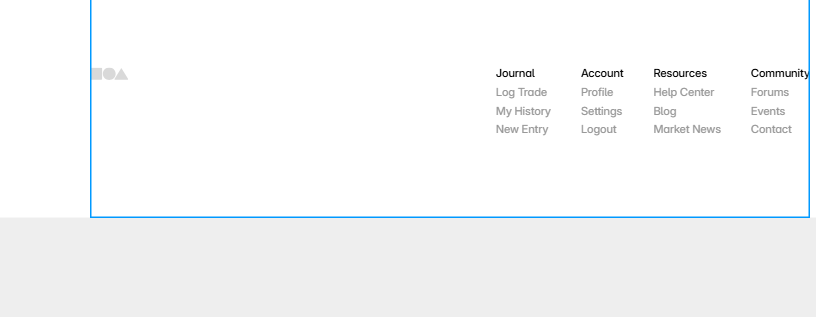 Journal Account Resources Community
Log Trade Profile Help Center Forums
My History Settings Blog Events
New Entry Logout Market News Contact